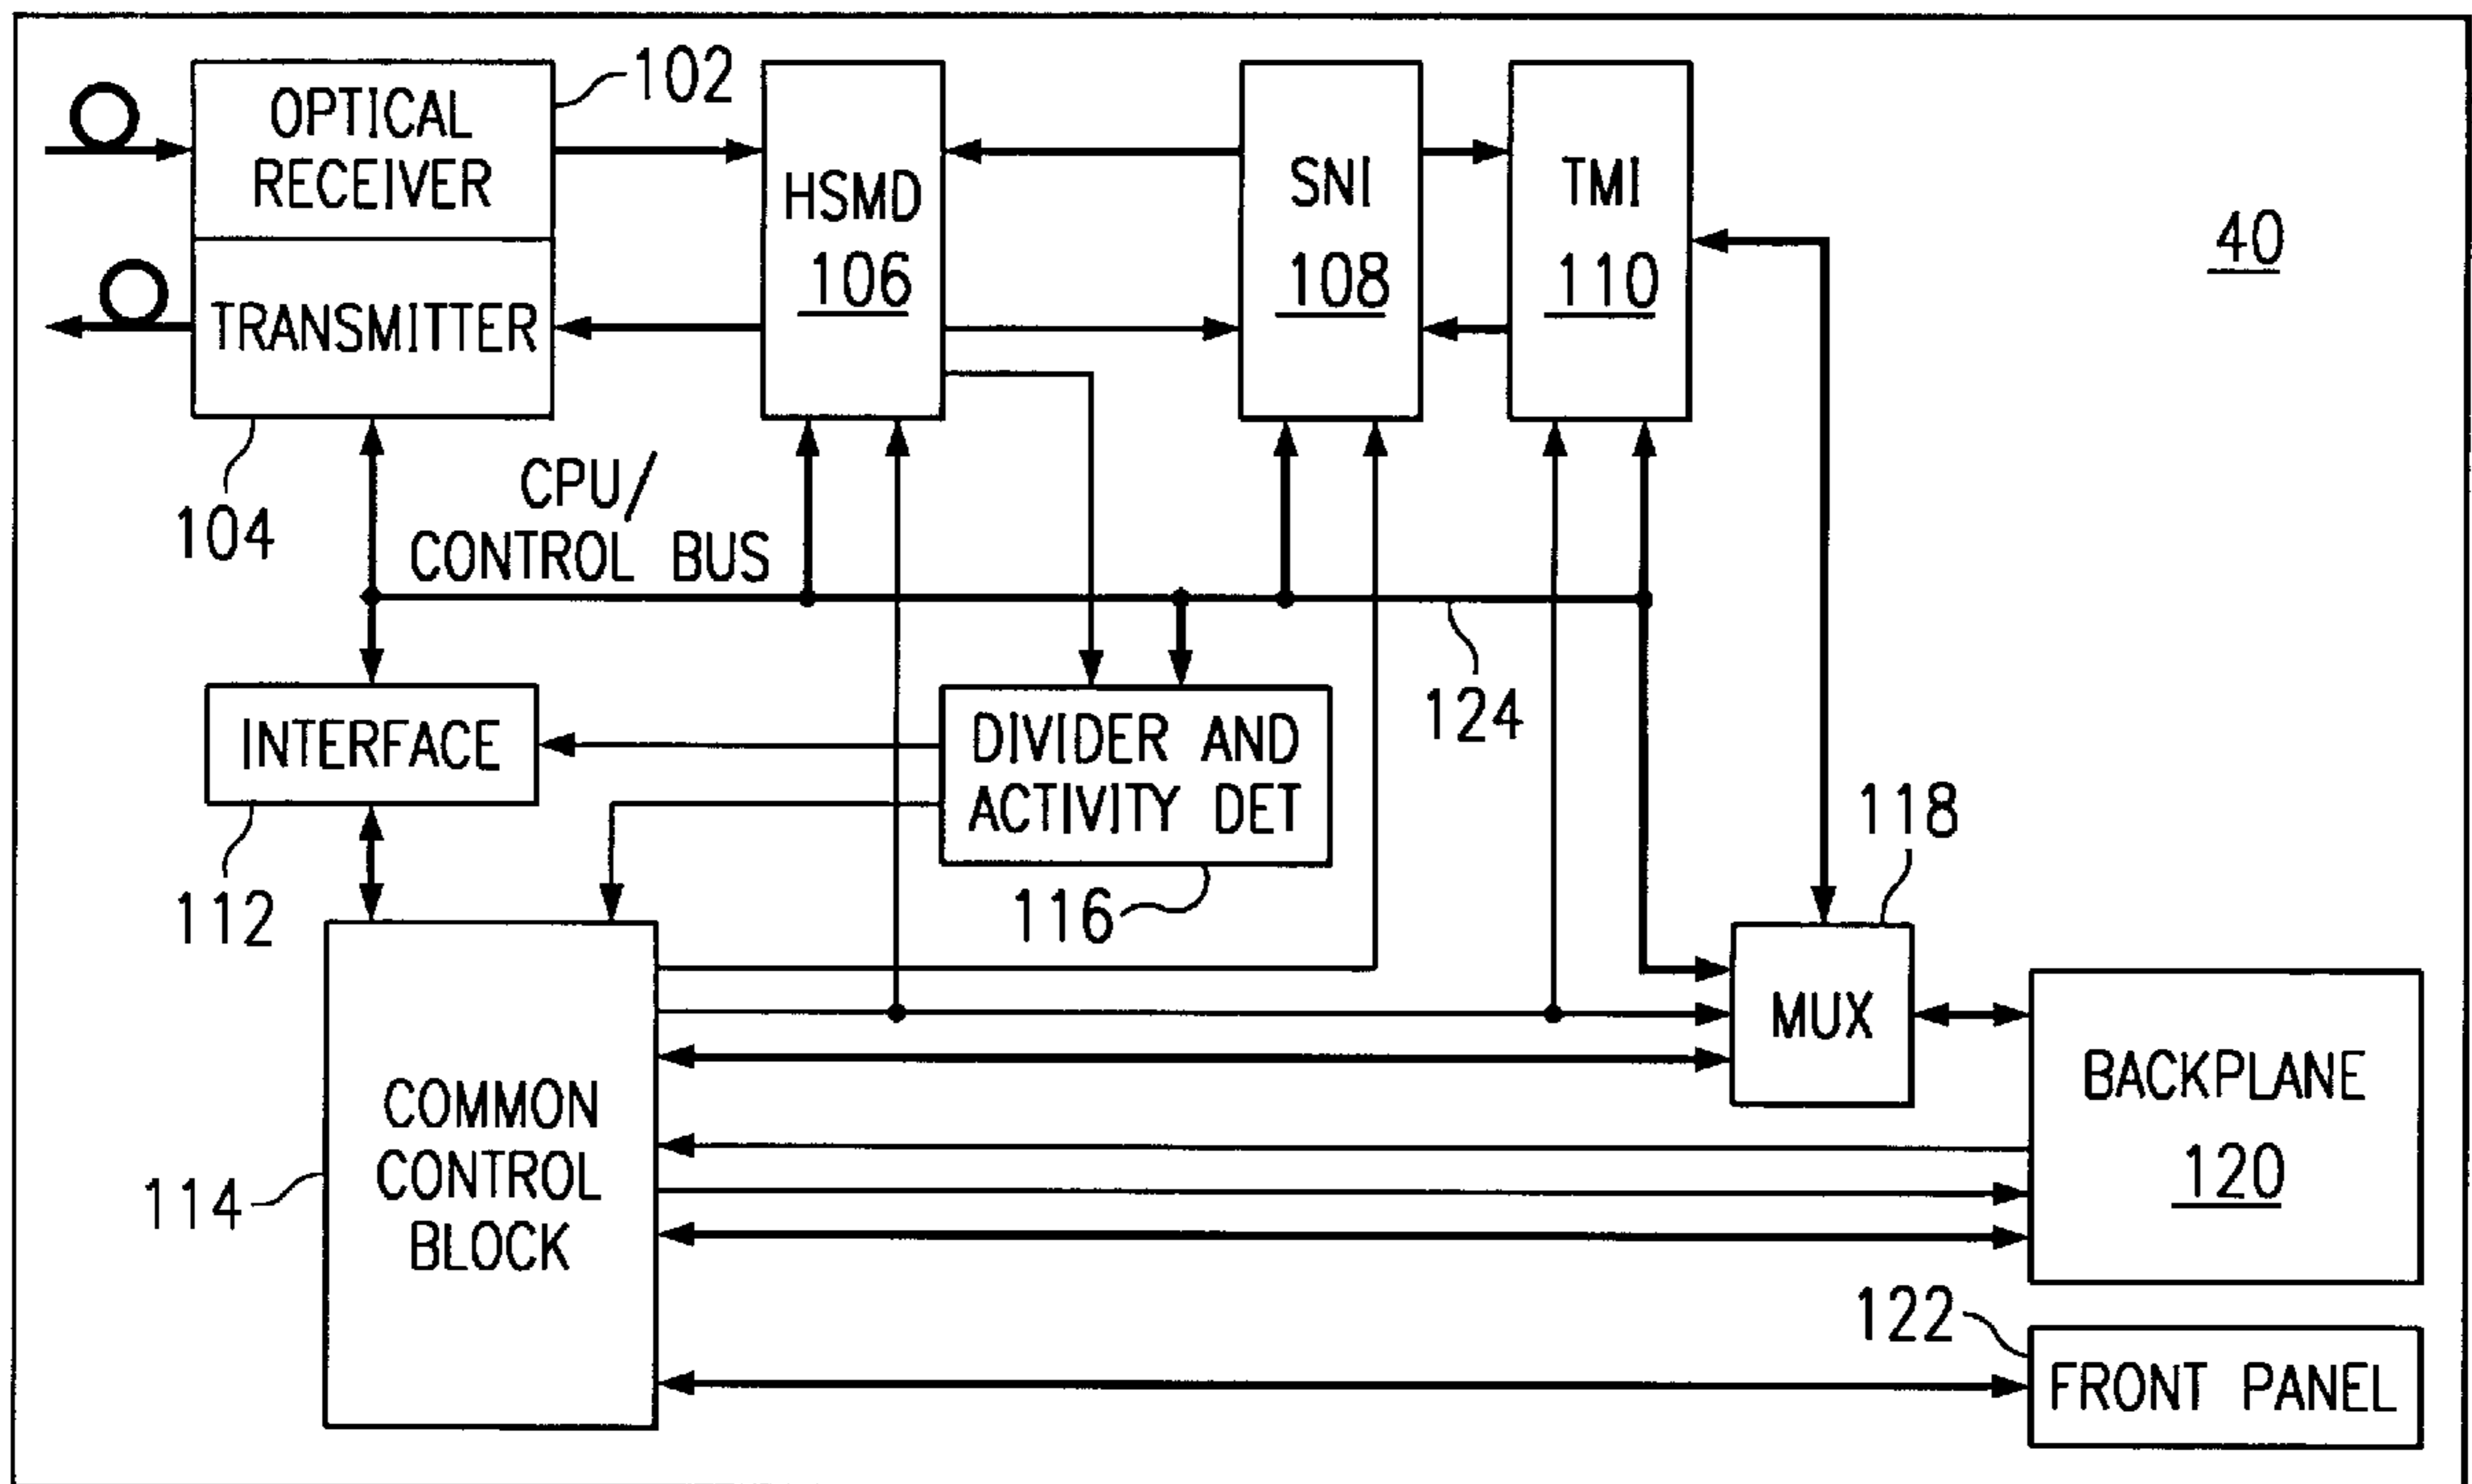 OPTICAL
RECEIVER
102
TRANSMITTER
104
HSMD
106
SNI
108
TMI
110
40
CPU/
CONTROL BUS
124
INTERFACE
112
DIVIDER AND
ACTIVITY DET
116
118
MUX
COMMON
CONTROL
BLOCK
114
BACKPLANE
120
122
FRONT PANEL